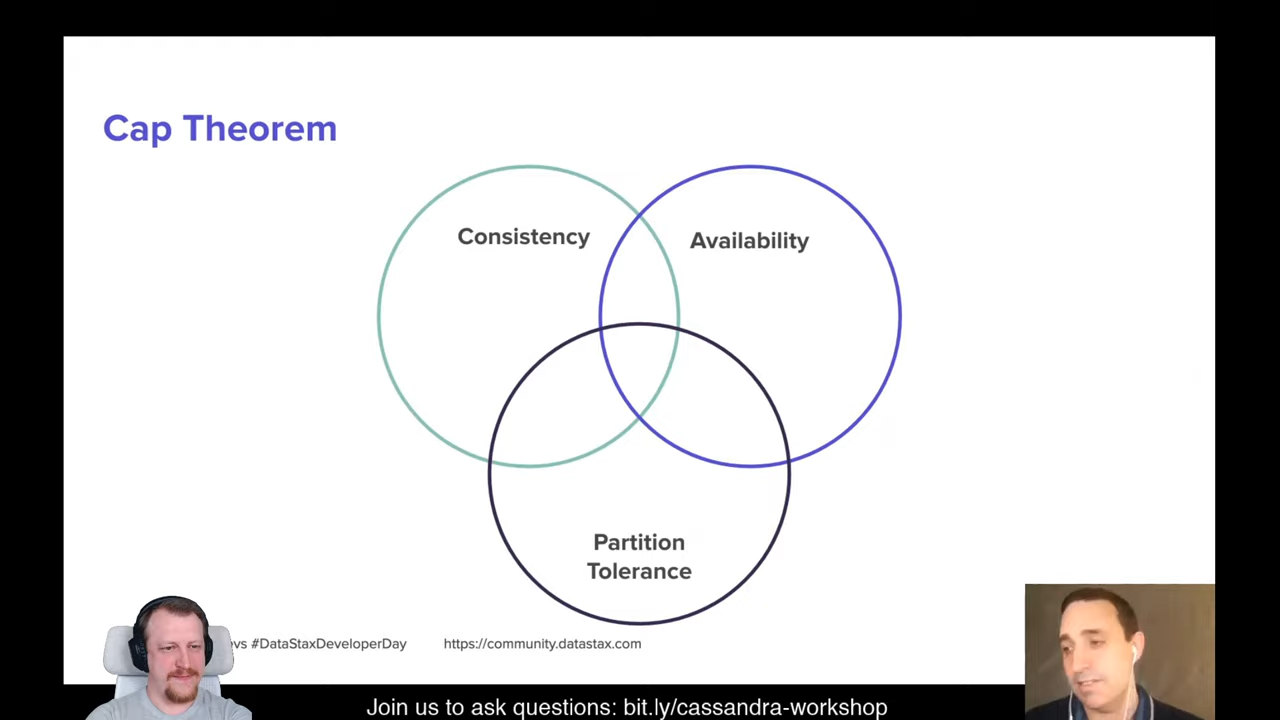 Cap Theorem
Consistency
Availability
Partition
Tolerance
#DataStaxDeveloperDay
https://community.datastax.com
Join us to ask questions: bit.ly/cassandra-workshop